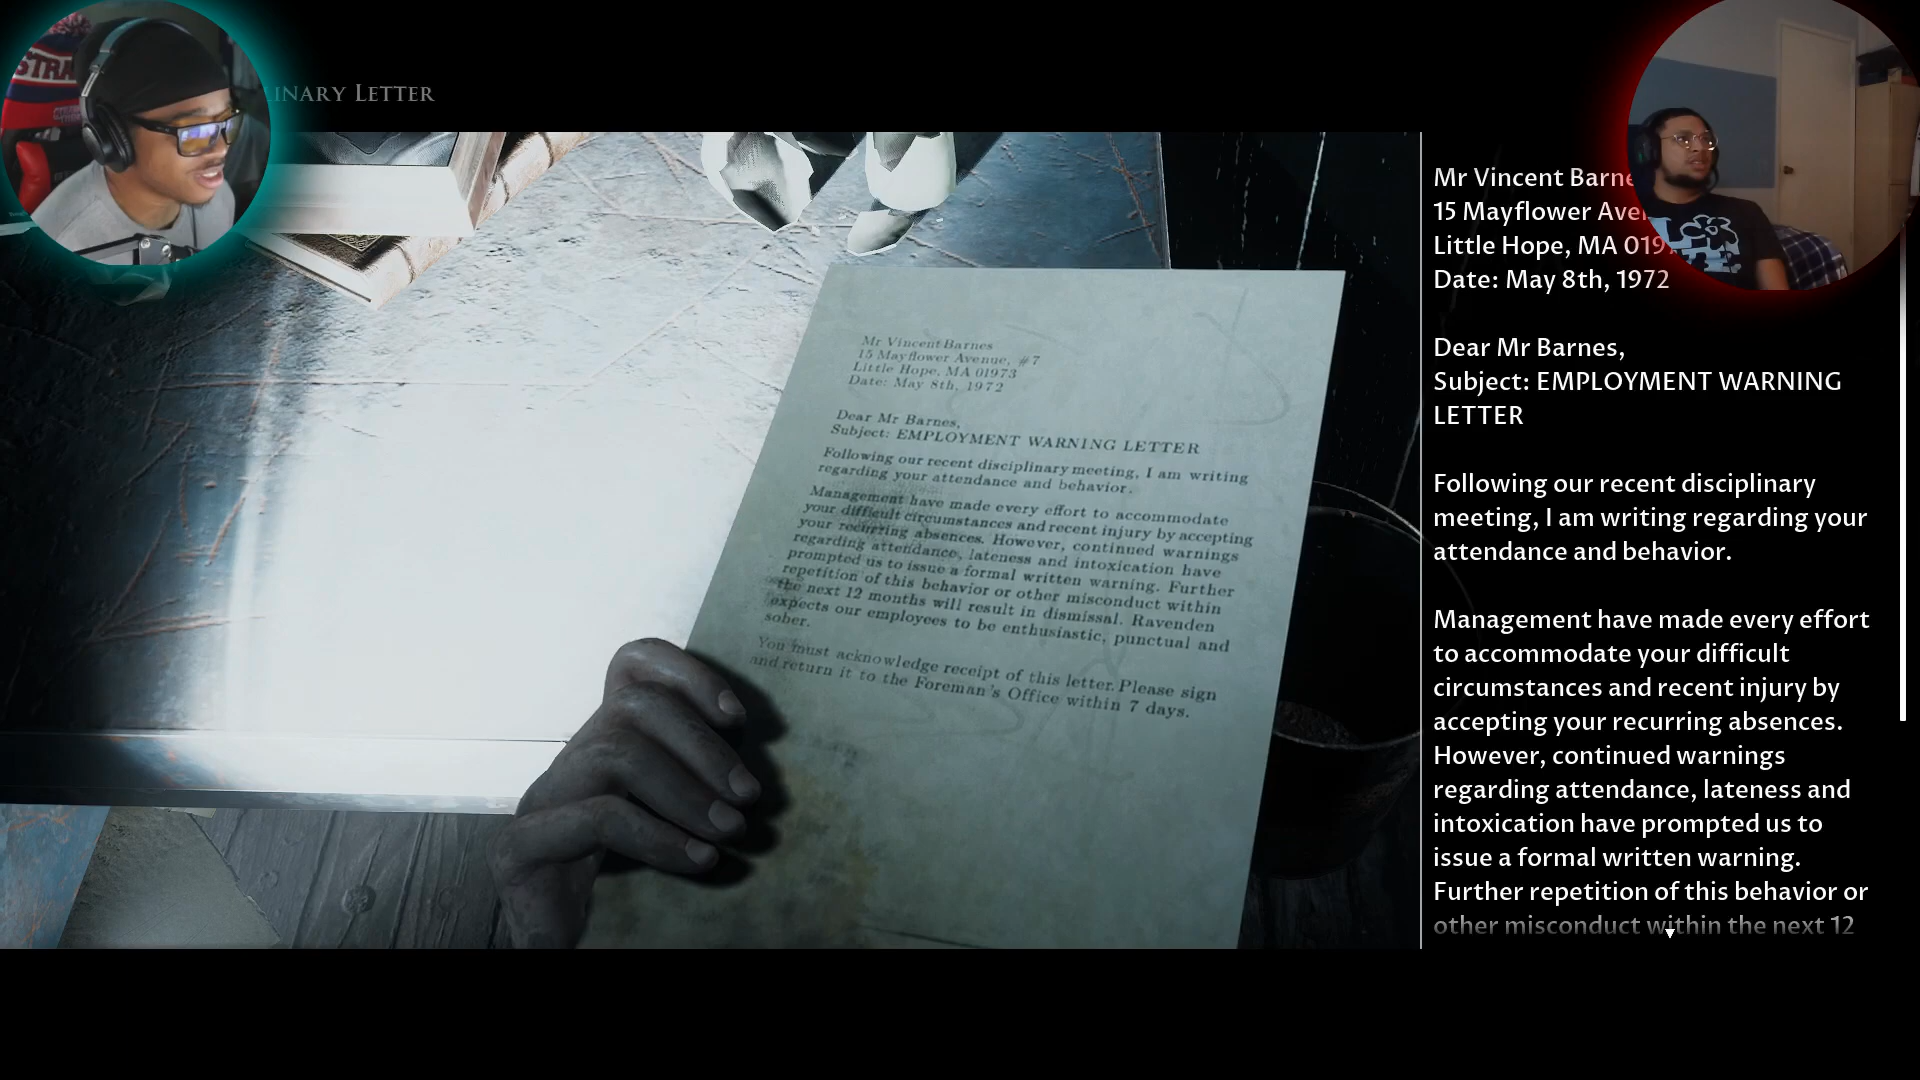 LINARY LETTER
STRA
Mr Vincent Barnes
15 Mayflower Avenue, #7
Little Hope, MA 01973
Date: May 8th, 1972
Dear Mr Barnes,
Subject: EMPLOYMENT WARNING LETTER
Following our recent disciplinary meeting, I am writing
regarding your attendance and behavior.
Management have made every effort to accommodate
your difficult circumstances and recent injury by accepting
your recurring absences. However, continued warnings
regarding attendance, lateness and intoxication have
prompted us to issue a formal written warning. Further
repetition of this behavior or other misconduct within
the next 12 months will result in dismissal. Ravenden
expects our employees to be enthusiastic, punctual and
sober.
You must acknowledge receipt of this letter. Please sign
and return it to the Foreman's Office within 7 days.
Mr Vincent Barne
15 Mayflower Ave
Little Hope, MA 019
Date: May 8th, 1972
Dear Mr Barnes,
Subject: EMPLOYMENT WARNING
LETTER
Following our recent disciplinary
meeting, I am writing regarding your
attendance and behavior.
Management have made every effort
to accommodate your difficult
circumstances and recent injury by
accepting your recurring absences.
However, continued warnings
regarding attendance, lateness and
intoxication have prompted us to
issue a formal written warning.
Further repetition of this behavior or
other misconduct within the next 12